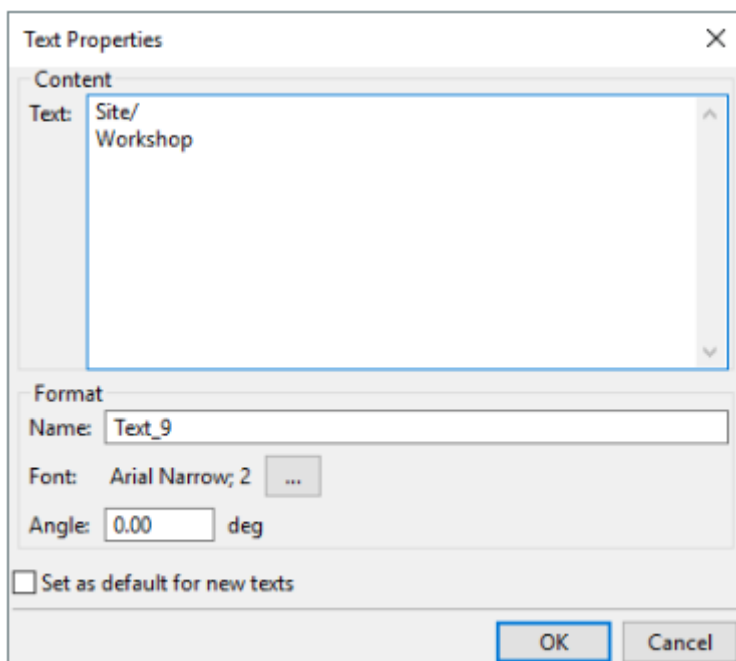 Text Properties
Content
Text: Site/
Workshop
Format
Name: Text_9
Font: Arial Narrow; 2 ...
Angle: 0.00 deg
Set as default for new texts
OK Cancel